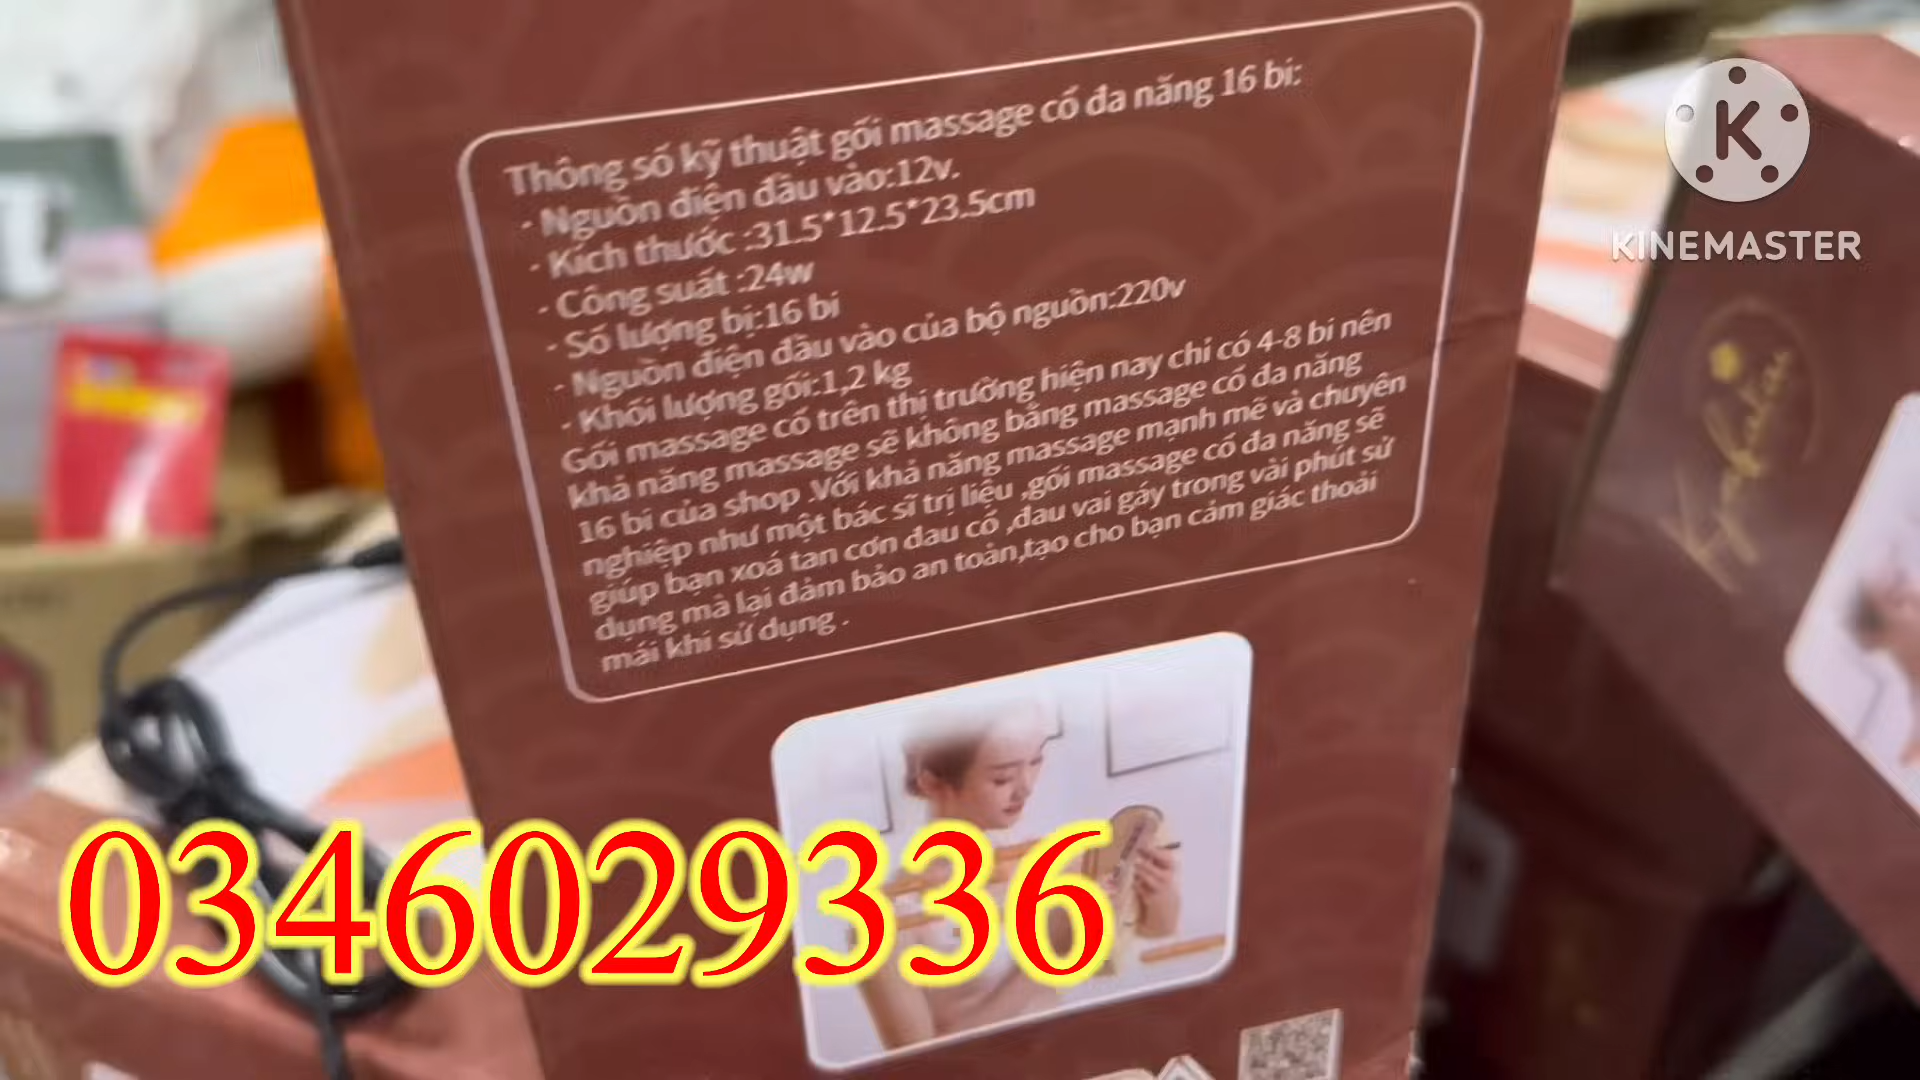 Thông số kỹ thuật gối massage cổ đa năng 16 bi:
- Nguồn điện đầu vào:12v.
- Kích thước :31.5*12.5*23.5cm
- Công suất :24w
- Số lượng bi:16 bi
- Nguồn điện đầu vào của bộ nguồn:220v
- Khối lượng gối:1,2 kg
Gối massage cổ trên thị trường hiện nay chỉ có 4-8 bi nên
khả năng massage sẽ không bằng massage cổ đa năng
16 bi của shop .Với khả năng massage mạnh mẽ và chuyên
nghiệp như một bác sĩ trị liệu ,gối massage cổ đa năng sẽ
giúp bạn xoá tan cơn đau cổ ,đau vai gáy trong vài phút sử
dụng mà lại đảm bảo an toàn,tạo cho bạn cảm giác thoải
mái khi sử dụng .
K
KINEMASTER
0346029336